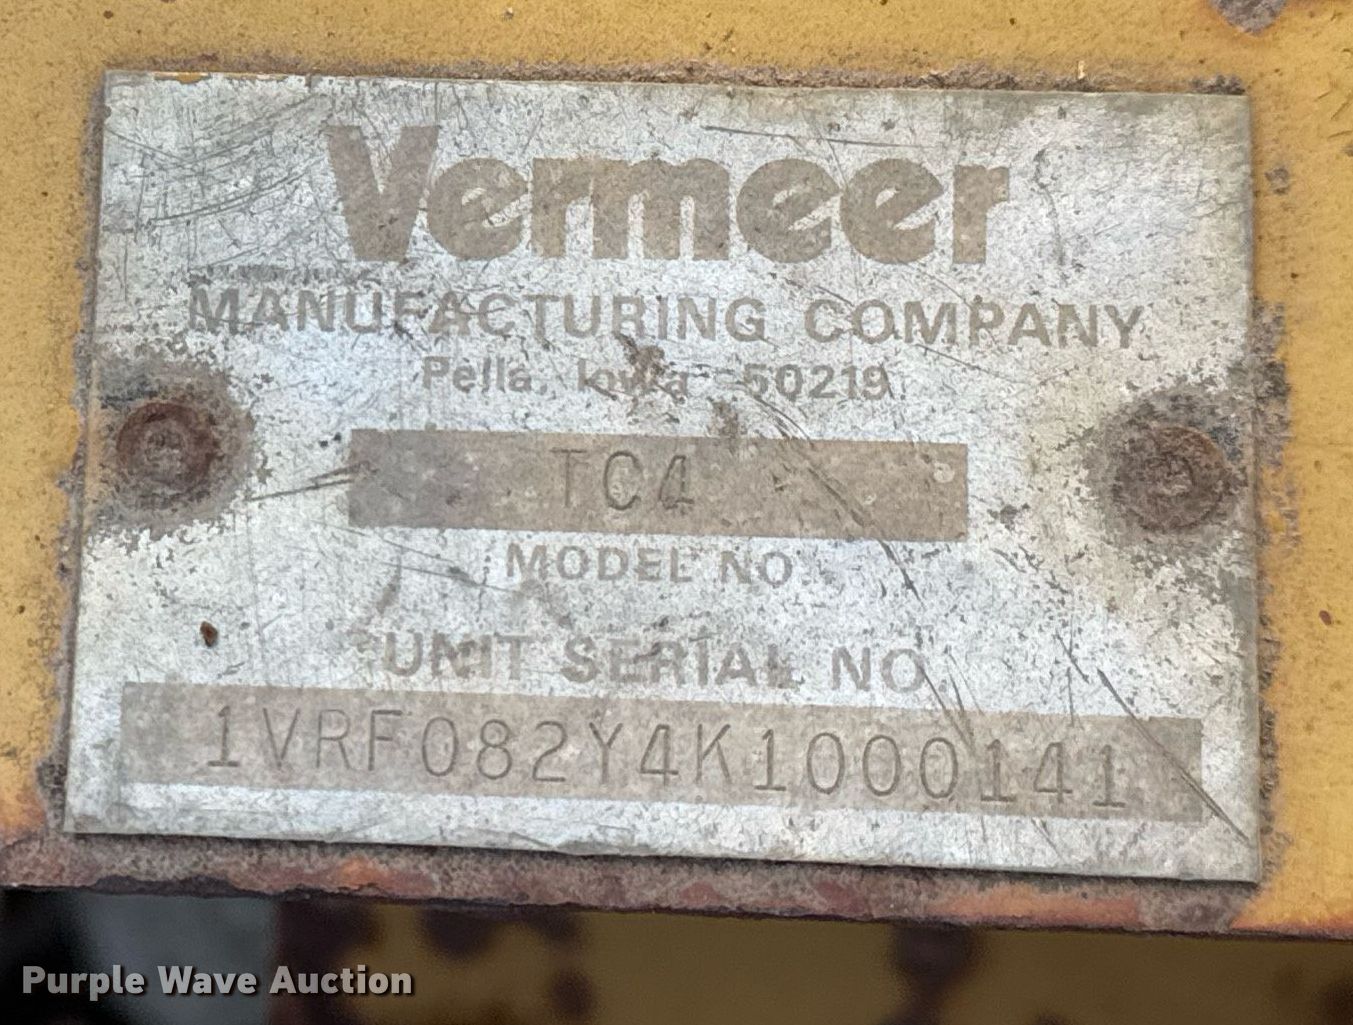 Vermeer
MANUFACTURING COMPANY
Pella, Iowa 50219
TC4
MODEL NO.
UNIT SERIAL NO.
1VRF082Y4K1000141
Purple Wave Auction